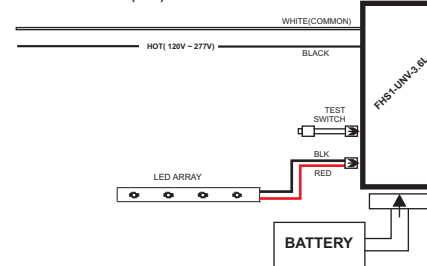 WHITE(COMMON)
HOT( 120V ~ 277V)
BLACK
FHS1-UNV-3.6L
TEST
SWITCH
BLK
RED
LED ARRAY
BATTERY